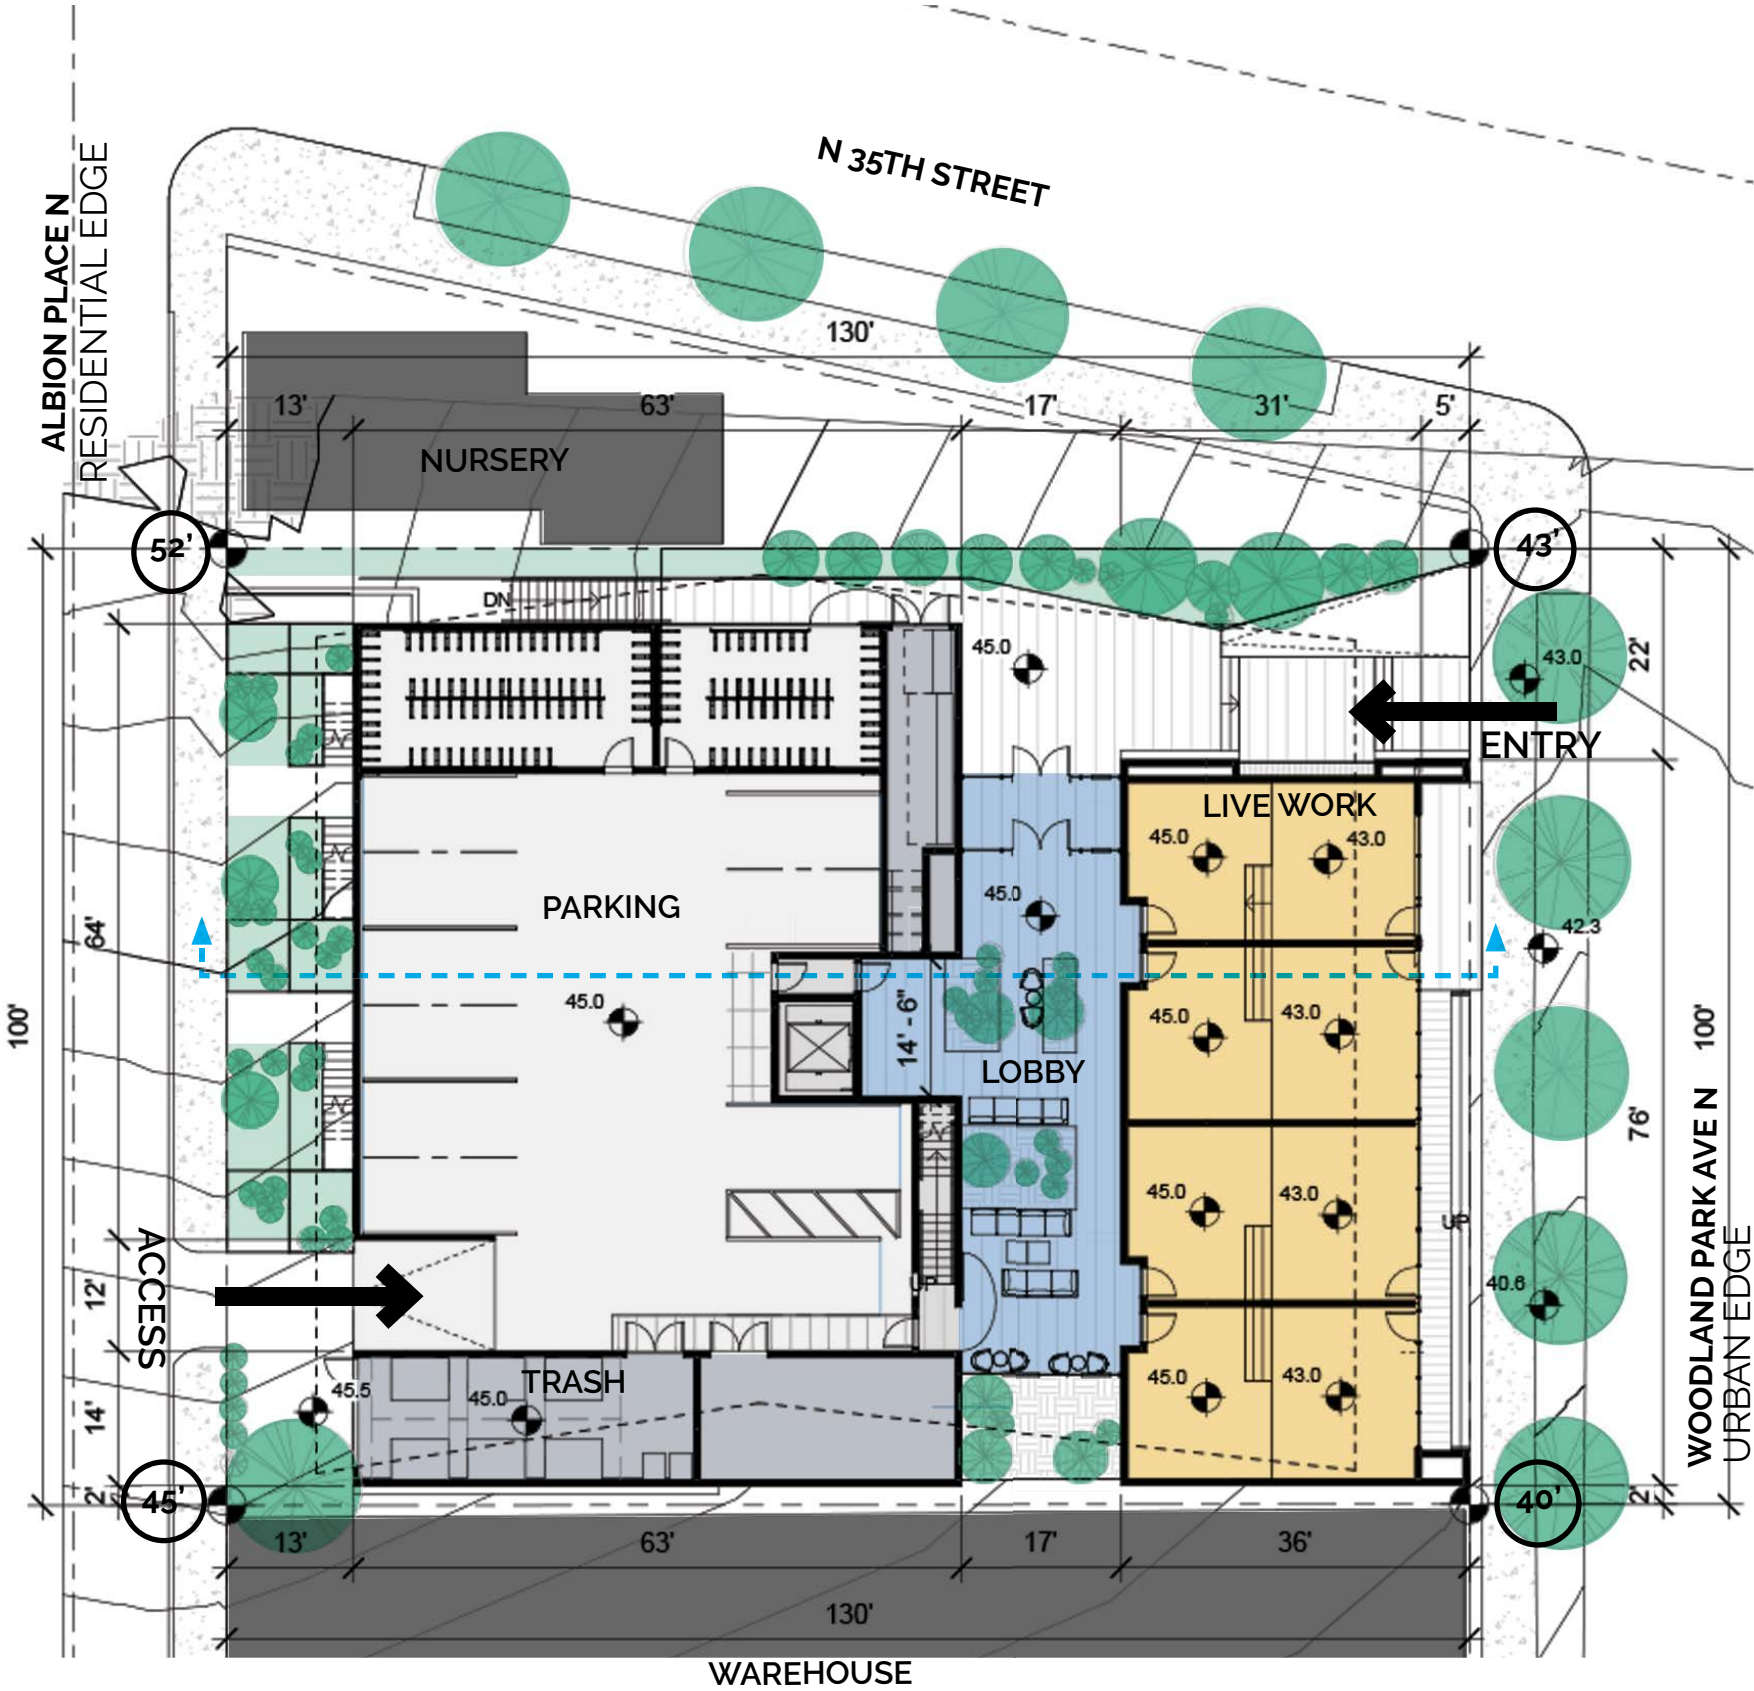 N 35TH STREET
ALBION PLACE N
RESIDENTIAL EDGE
130'
13'
63'
17'
31'
5'
NURSERY
52'
43'
DN
45.0
43.0
22'
ENTRY
LIVE WORK
45.0
43.0
PARKING
45.0
64'
42.3
45.0
14' - 6"
45.0
43.0
100'
100'
LOBBY
76'
WOODLAND PARK AVE N
URBAN EDGE
45.0
43.0
UP
ACCESS
12'
UP
40.6
TRASH
45.5
45.0
45.0
43.0
14'
2'
45'
40'
2'
13'
63'
17'
36'
130'
WAREHOUSE